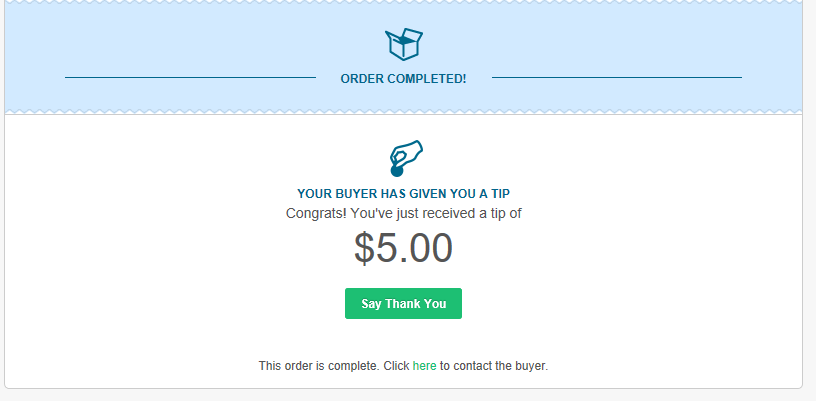 ORDER COMPLETED!
YOUR BUYER HAS GIVEN YOU A TIP
Congrats! You've just received a tip of
$5.00
Say Thank You
This order is complete. Click here to contact the buyer.